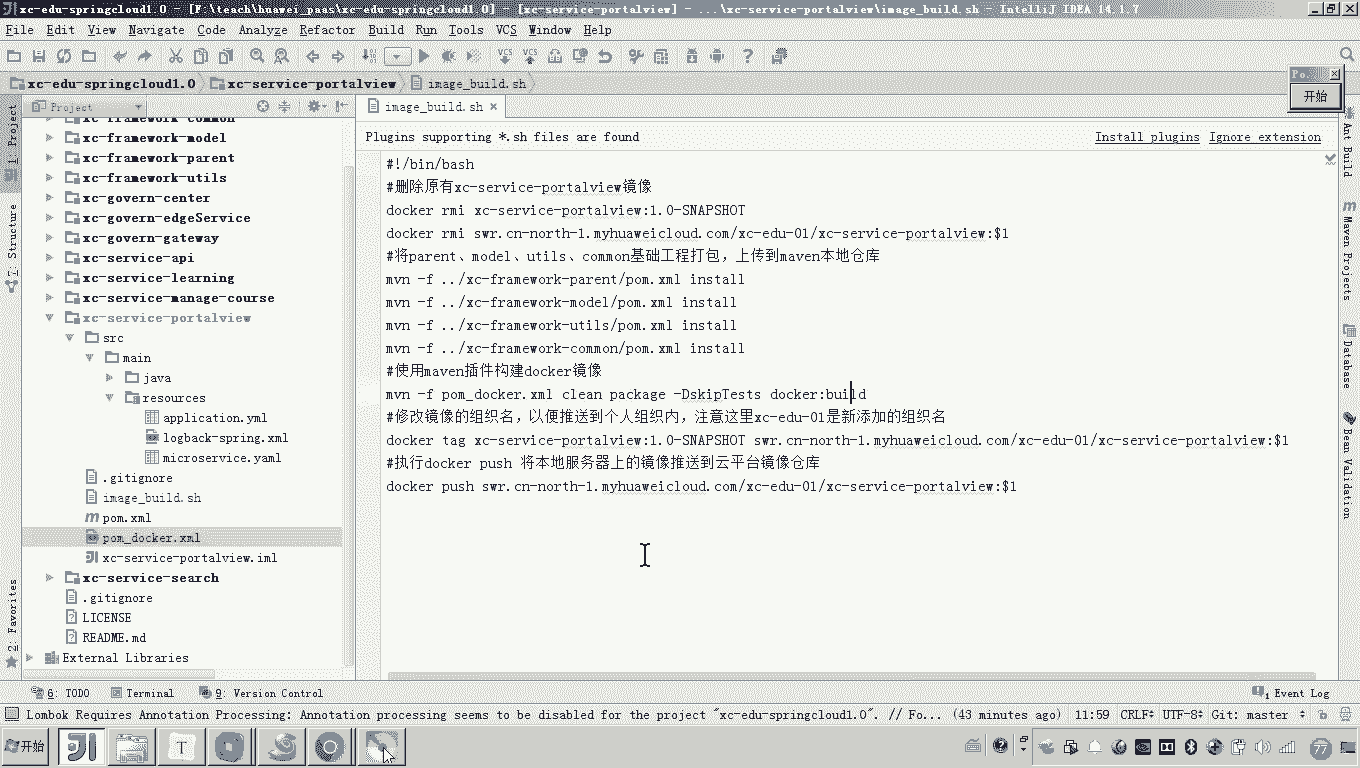 xc-edu-springcloud1.0 - [F:\teach\huawei_paas\xc-edu-springcloud1.0] - [xc-service-portalview] - ...\xc-service-portalview\image_build.sh - IntelliJ IDEA 14.1.7
File Edit View Navigate Code Analyze Refactor Build Run Tools VCS Window Help
xc-edu-springcloud1.0 xc-service-portalview image_build.sh
Po.
开始
Project
image_build.sh
1: Project
7: Structure
2: Favorites
xc-framework-common
xc-framework-model
xc-framework-parent
xc-framework-utils
xc-govern-center
xc-govern-edgeService
xc-govern-gateway
xc-service-api
xc-service-learning
xc-service-manage-course
xc-service-portalview
src
main
java
resources
application.yml
logback-spring.xml
microservice.yaml
.gitignore
image_build.sh
pom.xml
pom_docker.xml
xc-service-portalview.iml
xc-service-search
.gitignore
LICENSE
README.md
External Libraries
Plugins supporting *.sh files are found Install plugins Ignore extension
#!/bin/bash
#删除原有xc-service-portalview镜像
docker rmi xc-service-portalview:1.0-SNAPSHOT
docker rmi swr.cn-north-1.myhuaweicloud.com/xc-edu-01/xc-service-portalview:$1
#将parent、model、utils、common基础工程打包，上传到maven本地仓库
mvn -f ../xc-framework-parent/pom.xml install
mvn -f ../xc-framework-model/pom.xml install
mvn -f ../xc-framework-utils/pom.xml install
mvn -f ../xc-framework-common/pom.xml install
#使用maven插件构建docker镜像
mvn -f pom_docker.xml clean package -DskipTests docker:build
#修改镜像的组织名，以便推送到个人组织内，注意这里xc-edu-01是新添加的组织名
docker tag xc-service-portalview:1.0-SNAPSHOT swr.cn-north-1.myhuaweicloud.com/xc-edu-01/xc-service-portalview:$1
#执行docker push 将本地服务器上的镜像推送到云平台镜像仓库
docker push swr.cn-north-1.myhuaweicloud.com/xc-edu-01/xc-service-portalview:$1
Ant Build
Maven Projects
Database
Bean Validation
6: TODO Terminal 9: Version Control 1 Event Log
Lombok Requires Annotation Processing: Annotation processing seems to be disabled for the project "xc-edu-springcloud1.0". // Fo... (43 minutes ago) 11:59 CRLF UTF-8 Git: master
开始
77